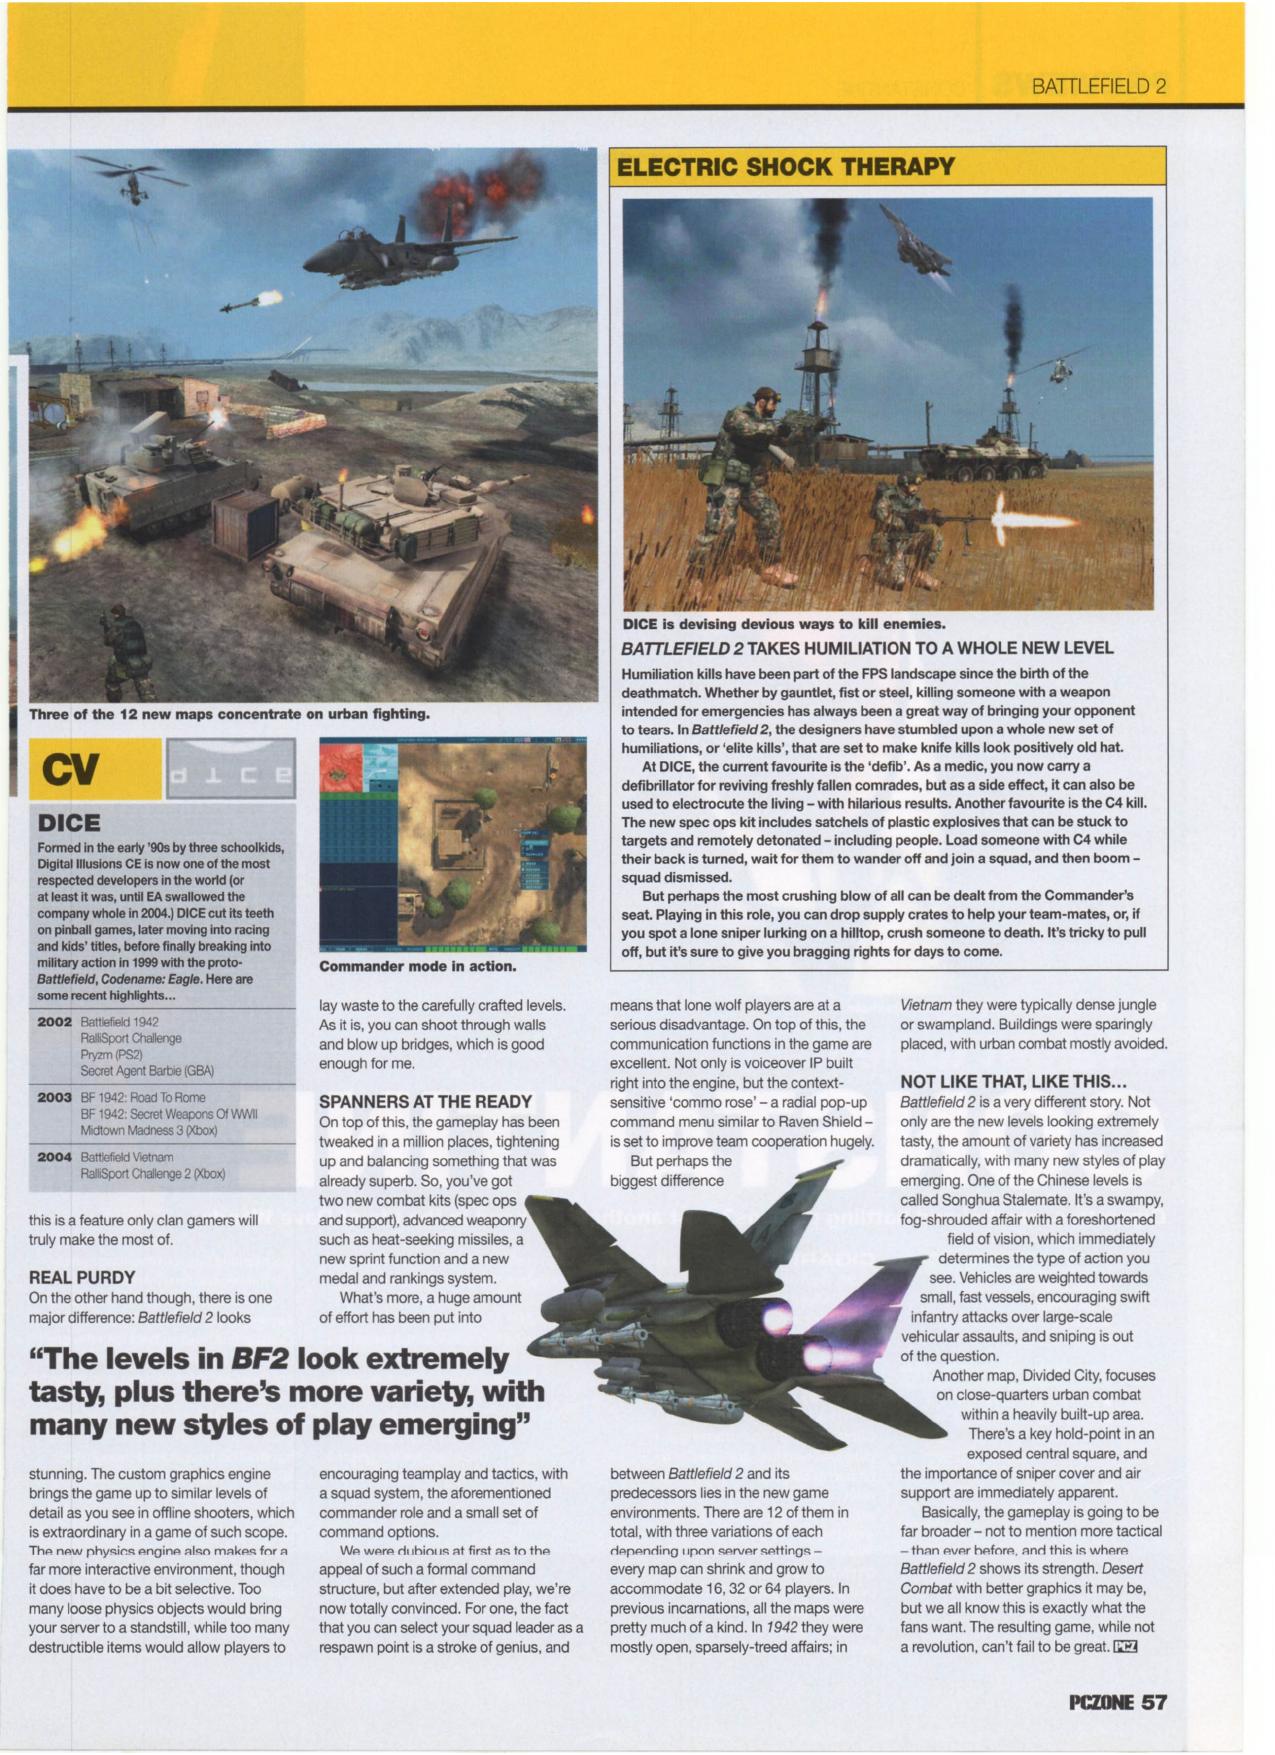 BATTLEFIELD 2
Three of the 12 new maps concentrate on urban fighting.
ELECTRIC SHOCK THERAPY
DICE is devising devious ways to kill enemies.
BATTLEFIELD 2 TAKES HUMILIATION TO A WHOLE NEW LEVEL
Humiliation kills have been part of the FPS landscape since the birth of the
deathmatch. Whether by gauntlet, fist or steel, killing someone with a weapon
intended for emergencies has always been a great way of bringing your opponent
to tears. In Battlefield 2, the designers have stumbled upon a whole new set of
humiliations, or ‘elite kills’, that are set to make knife kills look positively old hat.
At DICE, the current favourite is the ‘defib’. As a medic, you now carry a
defibrillator for reviving freshly fallen comrades, but as a side effect, it can also be
used to electrocute the living – with hilarious results. Another favourite is the C4 kill.
The new spec ops kit includes satchels of plastic explosives that can be stuck to
targets and remotely detonated – including people. Load someone with C4 while
their back is turned, wait for them to wander off and join a squad, and then boom –
squad dismissed.
But perhaps the most crushing blow of all can be dealt from the Commander's
seat. Playing in this role, you can drop supply crates to help your team-mates, or, if
you spot a lone sniper lurking on a hilltop, crush someone to death. It's tricky to pull
off, but it's sure to give you bragging rights for days to come.
CV
DICE
DICE
Formed in the early '90s by three schoolkids,
Digital Illusions CE is now one of the most
respected developers in the world (or
at least it was, until EA swallowed the
company whole in 2004.) DICE cut its teeth
on pinball games, later moving into racing
and kids' titles, before finally breaking into
military action in 1999 with the proto-
Battlefield, Codename: Eagle. Here are
some recent highlights...
2002 Battlefield 1942
RalliSport Challenge
Pryzm (PS2)
Secret Agent Barbie (GBA)
2003 BF 1942: Road To Rome
BF 1942: Secret Weapons Of WWII
Midtown Madness 3 (Xbox)
2004 Battlefield Vietnam
RalliSport Challenge 2 (Xbox)
Commander mode in action.
this is a feature only clan gamers will
truly make the most of.
REAL PURDY
On the other hand though, there is one
major difference: Battlefield 2 looks
“The levels in BF2 look extremely
tasty, plus there's more variety, with
many new styles of play emerging”
stunning. The custom graphics engine
brings the game up to similar levels of
detail as you see in offline shooters, which
is extraordinary in a game of such scope.
The new physics engine also makes for a
far more interactive environment, though
it does have to be a bit selective. Too
many loose physics objects would bring
your server to a standstill, while too many
destructible items would allow players to
lay waste to the carefully crafted levels.
As it is, you can shoot through walls
and blow up bridges, which is good
enough for me.
SPANNERS AT THE READY
On top of this, the gameplay has been
tweaked in a million places, tightening
up and balancing something that was
already superb. So, you've got
two new combat kits (spec ops
and support), advanced weaponry
such as heat-seeking missiles, a
new sprint function and a new
medal and rankings system.
What's more, a huge amount
of effort has been put into
encouraging teamplay and tactics, with
a squad system, the aforementioned
commander role and a small set of
command options.
We were dubious at first as to the
appeal of such a formal command
structure, but after extended play, we're
now totally convinced. For one, the fact
that you can select your squad leader as a
respawn point is a stroke of genius, and
means that lone wolf players are at a
serious disadvantage. On top of this, the
communication functions in the game are
excellent. Not only is voiceover IP built
right into the engine, but the context-
sensitive ‘commo rose’ – a radial pop-up
command menu similar to Raven Shield –
is set to improve team cooperation hugely.
But perhaps the
biggest difference
between Battlefield 2 and its
predecessors lies in the new game
environments. There are 12 of them in
total, with three variations of each
depending upon server settings –
every map can shrink and grow to
accommodate 16, 32 or 64 players. In
previous incarnations, all the maps were
pretty much of a kind. In 1942 they were
mostly open, sparsely-treed affairs; in
Vietnam they were typically dense jungle
or swampland. Buildings were sparingly
placed, with urban combat mostly avoided.
NOT LIKE THAT, LIKE THIS...
Battlefield 2 is a very different story. Not
only are the new levels looking extremely
tasty, the amount of variety has increased
dramatically, with many new styles of play
emerging. One of the Chinese levels is
called Songhua Stalemate. It's a swampy,
fog-shrouded affair with a foreshortened
field of vision, which immediately
determines the type of action you
see. Vehicles are weighted towards
small, fast vessels, encouraging swift
infantry attacks over large-scale
vehicular assaults, and sniping is out
of the question.
Another map, Divided City, focuses
on close-quarters urban combat
within a heavily built-up area.
There's a key hold-point in an
exposed central square, and
the importance of sniper cover and air
support are immediately apparent.
Basically, the gameplay is going to be
far broader – not to mention more tactical
– than ever before, and this is where
Battlefield 2 shows its strength. Desert
Combat with better graphics it may be,
but we all know this is exactly what the
fans want. The resulting game, while not
a revolution, can't fail to be great. PCZ
PCZONE 57